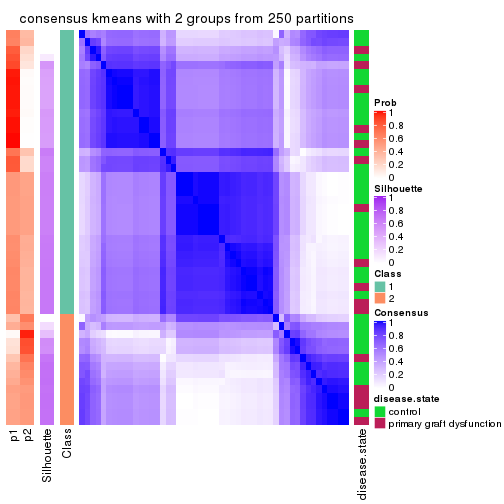 consensus kmeans with 2 groups from 250 partitions
Prob
1
0.8
0.6
0.4
0.2
0
Silhouette
1
0.8
0.6
0.4
0.2
0
Class
1
2
Consensus
1
0.8
0.6
0.4
0.2
0
disease.state
control
primary graft dysfunction
p1
p2
Silhouette
Class
disease.state